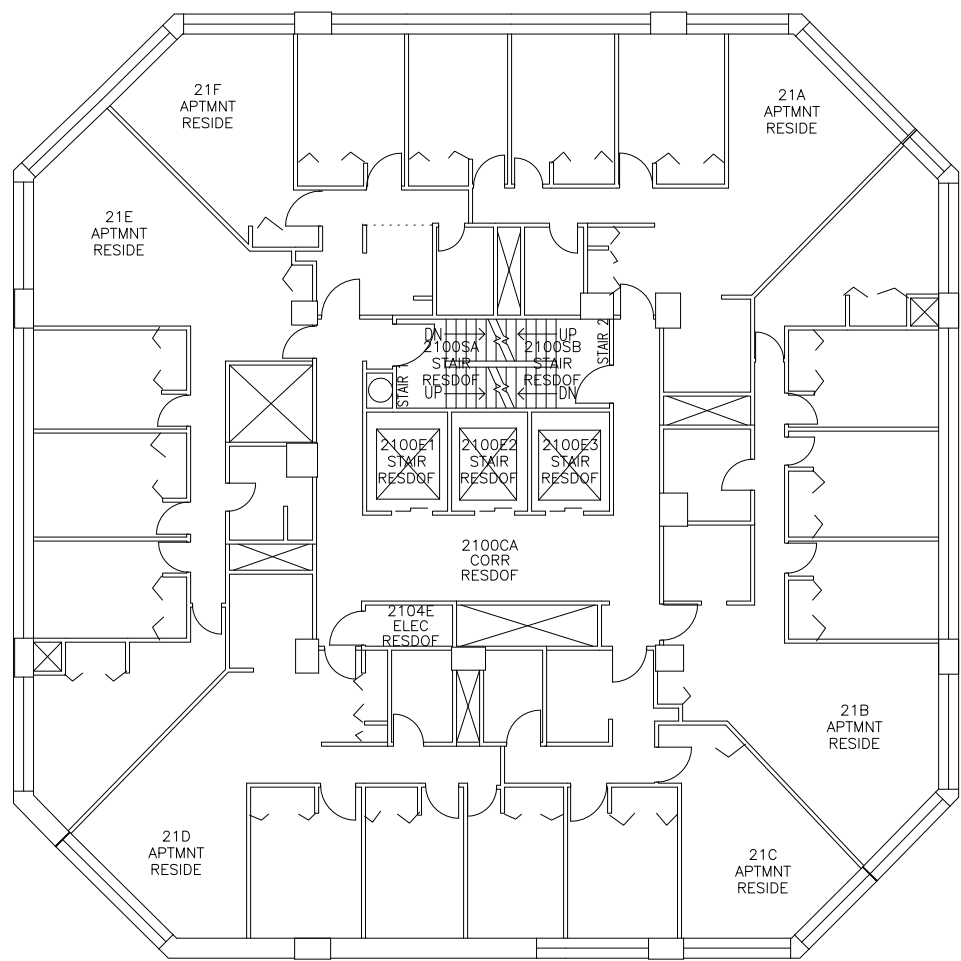 21F
APTMNT
RESIDE
21A
APTMNT
RESIDE
21E
APTMNT
RESIDE
DN
UP
2100SA
STAIR
RESDOF
2100SB
STAIR
RESDOF
STAIR 2
STAIR
UP
DN
2100E1
STAIR
RESDOF
2100E2
STAIR
RESDOF
2100E3
STAIR
RESDOF
2100CA
CORR
RESDOF
2104E
ELEC
RESDOF
21B
APTMNT
RESIDE
21D
APTMNT
RESIDE
21C
APTMNT
RESIDE